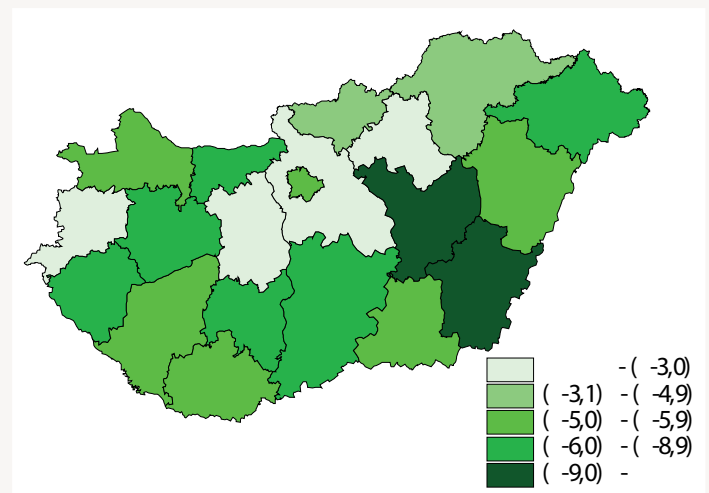 - ( -3,0)
( -3,1) - ( -4,9)
( -5,0) - ( -5,9)
( -6,0) - ( -8,9)
( -9,0) -